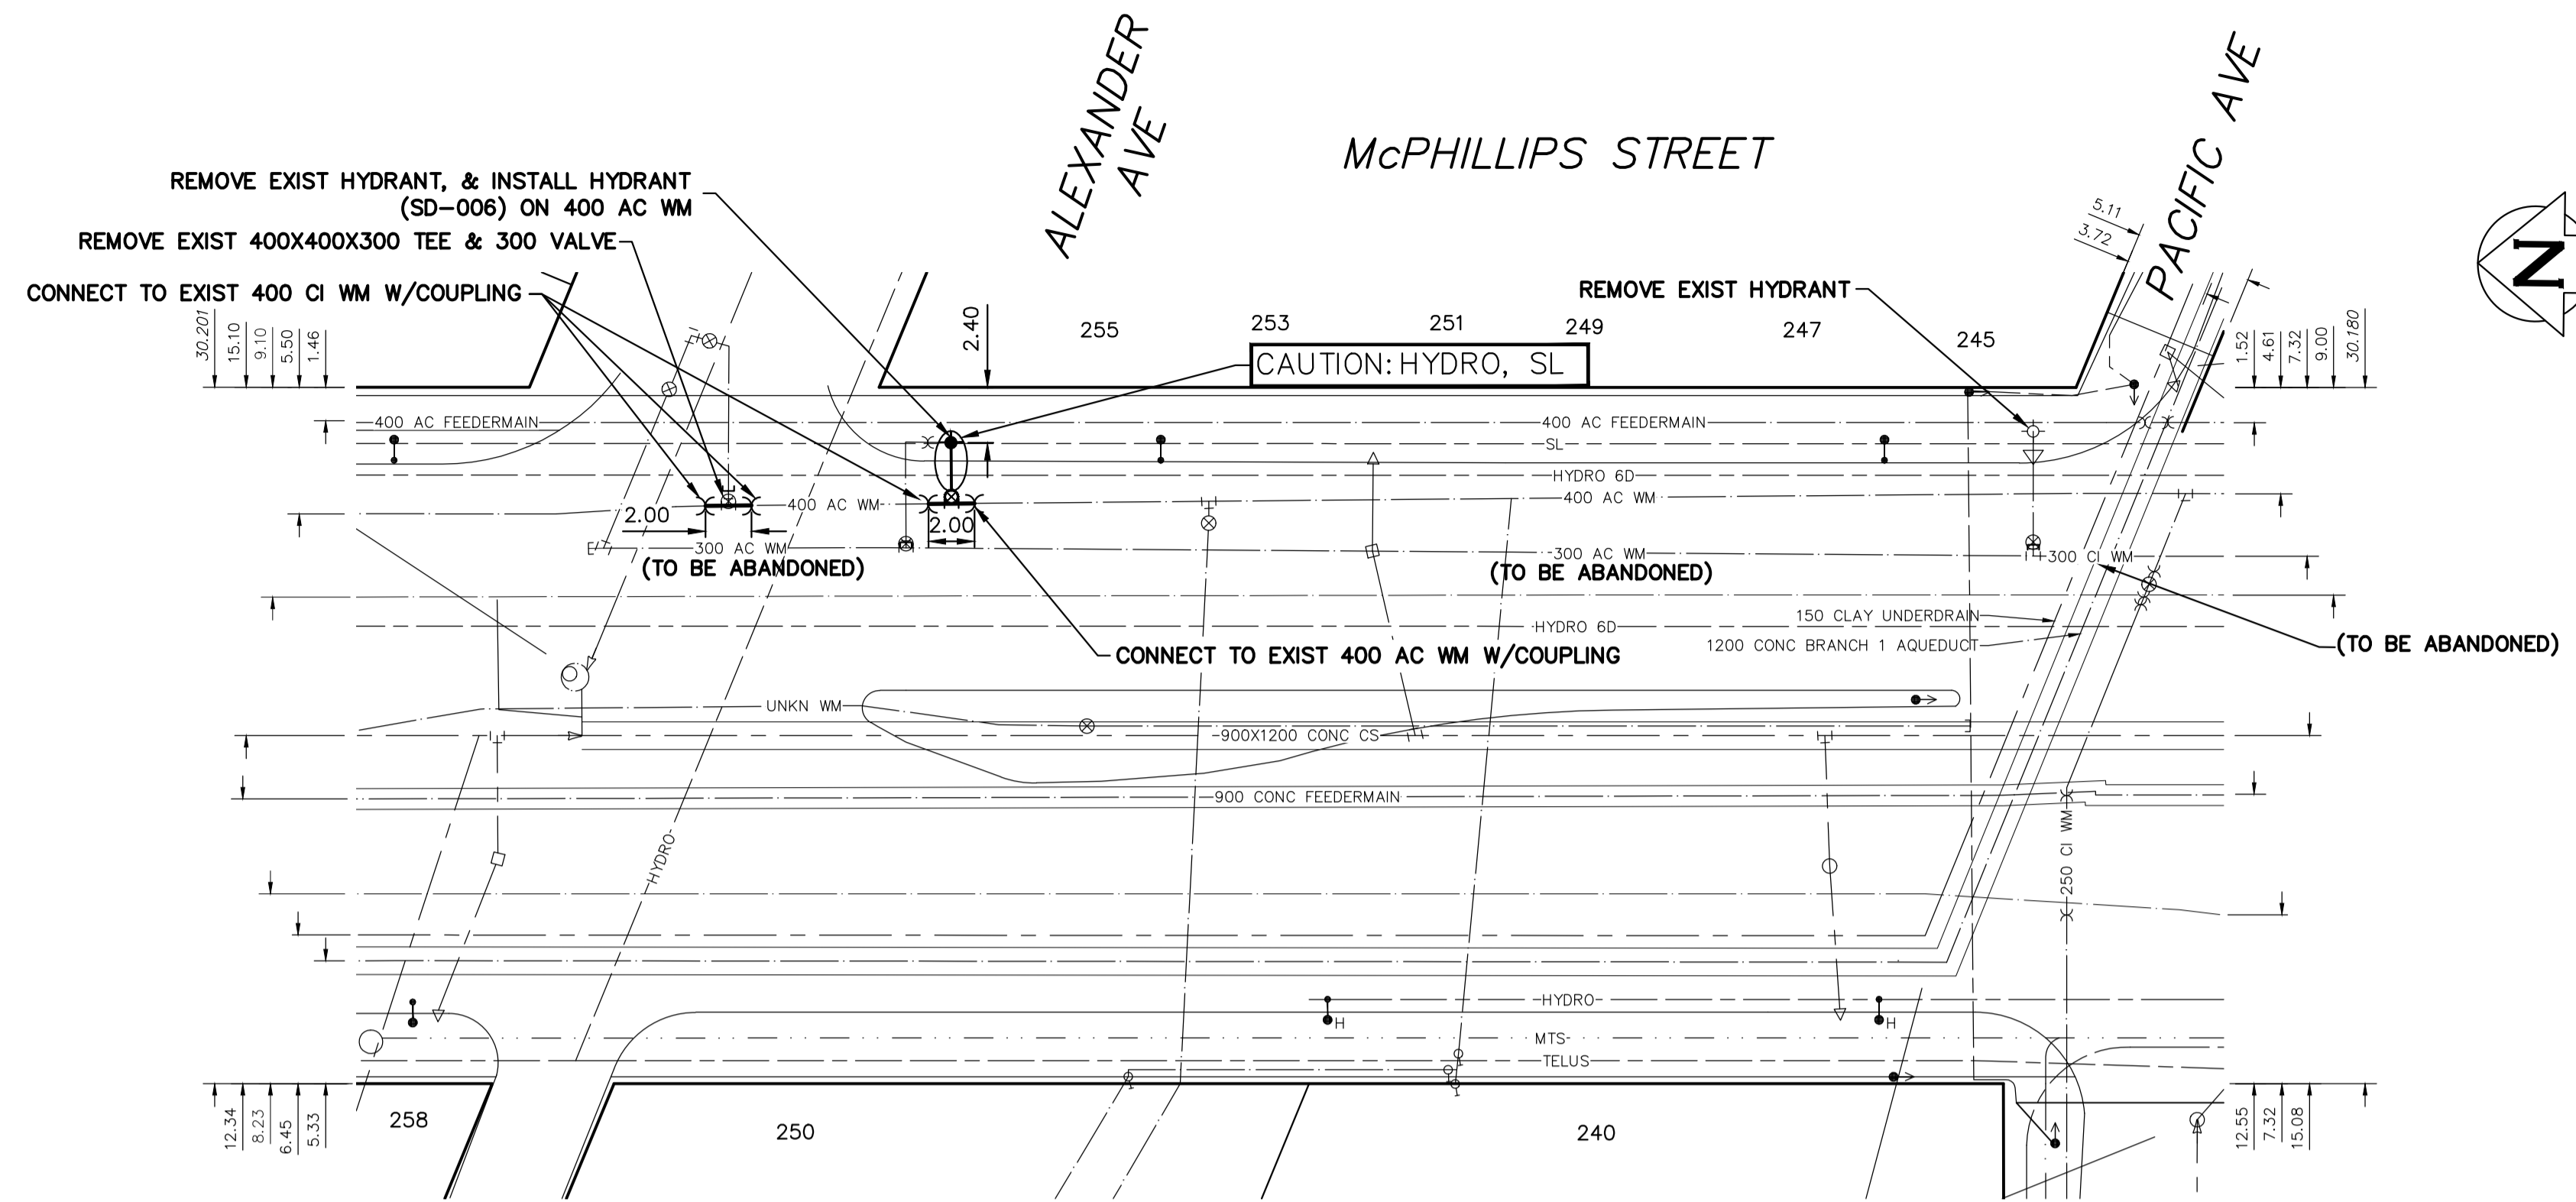 ALEXANDER
AVE
McPHILLIPS STREET
PACIFIC AVE
N
REMOVE EXIST HYDRANT, & INSTALL HYDRANT
(SD-006) ON 400 AC WM
REMOVE EXIST 400X400X300 TEE & 300 VALVE
CONNECT TO EXIST 400 CI WM W/COUPLING
REMOVE EXIST HYDRANT
5.11
3.72
30.201
15.10
9.10
5.50
1.46
2.40
255
253
251
249
247
245
1.52
4.61
7.32
9.00
30.180
CAUTION: HYDRO, SL
400 AC FEEDERMAIN
400 AC FEEDERMAIN
SL
HYDRO 6D
400 AC WM
400 AC WM
2.00
2.00
300 AC WM
(TO BE ABANDONED)
300 AC WM
(TO BE ABANDONED)
300 CI WM
150 CLAY UNDERDRAIN
HYDRO 6D
1200 CONC BRANCH 1 AQUEDUCT
(TO BE ABANDONED)
CONNECT TO EXIST 400 AC WM W/COUPLING
UNKN WM
900X1200 CONC CS
900 CONC FEEDERMAIN
HYDRO
250 CI WM
HYDRO
H
H
MTS
TELUS
12.34
8.23
6.45
5.33
258
250
240
12.55
7.32
15.08